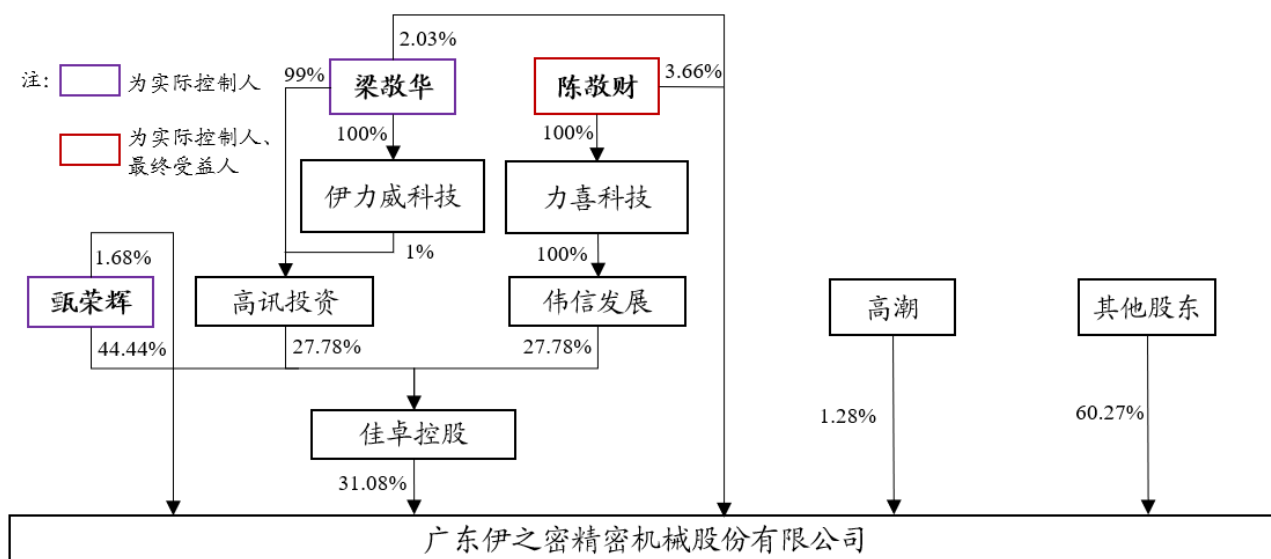 2.03%
注:
为实际控制人
99%
梁敬华
陈敬财
3.66%
为实际控制人、
最终受益人
100%
100%
伊力威科技
力喜科技
1.68%
1%
100%
甄荣辉
高讯投资
伟信发展
高潮
其他股东
44.44%
27.78%
27.78%
1.28%
60.27%
佳卓控股
31.08%
广东伊之密精密机械股份有限公司